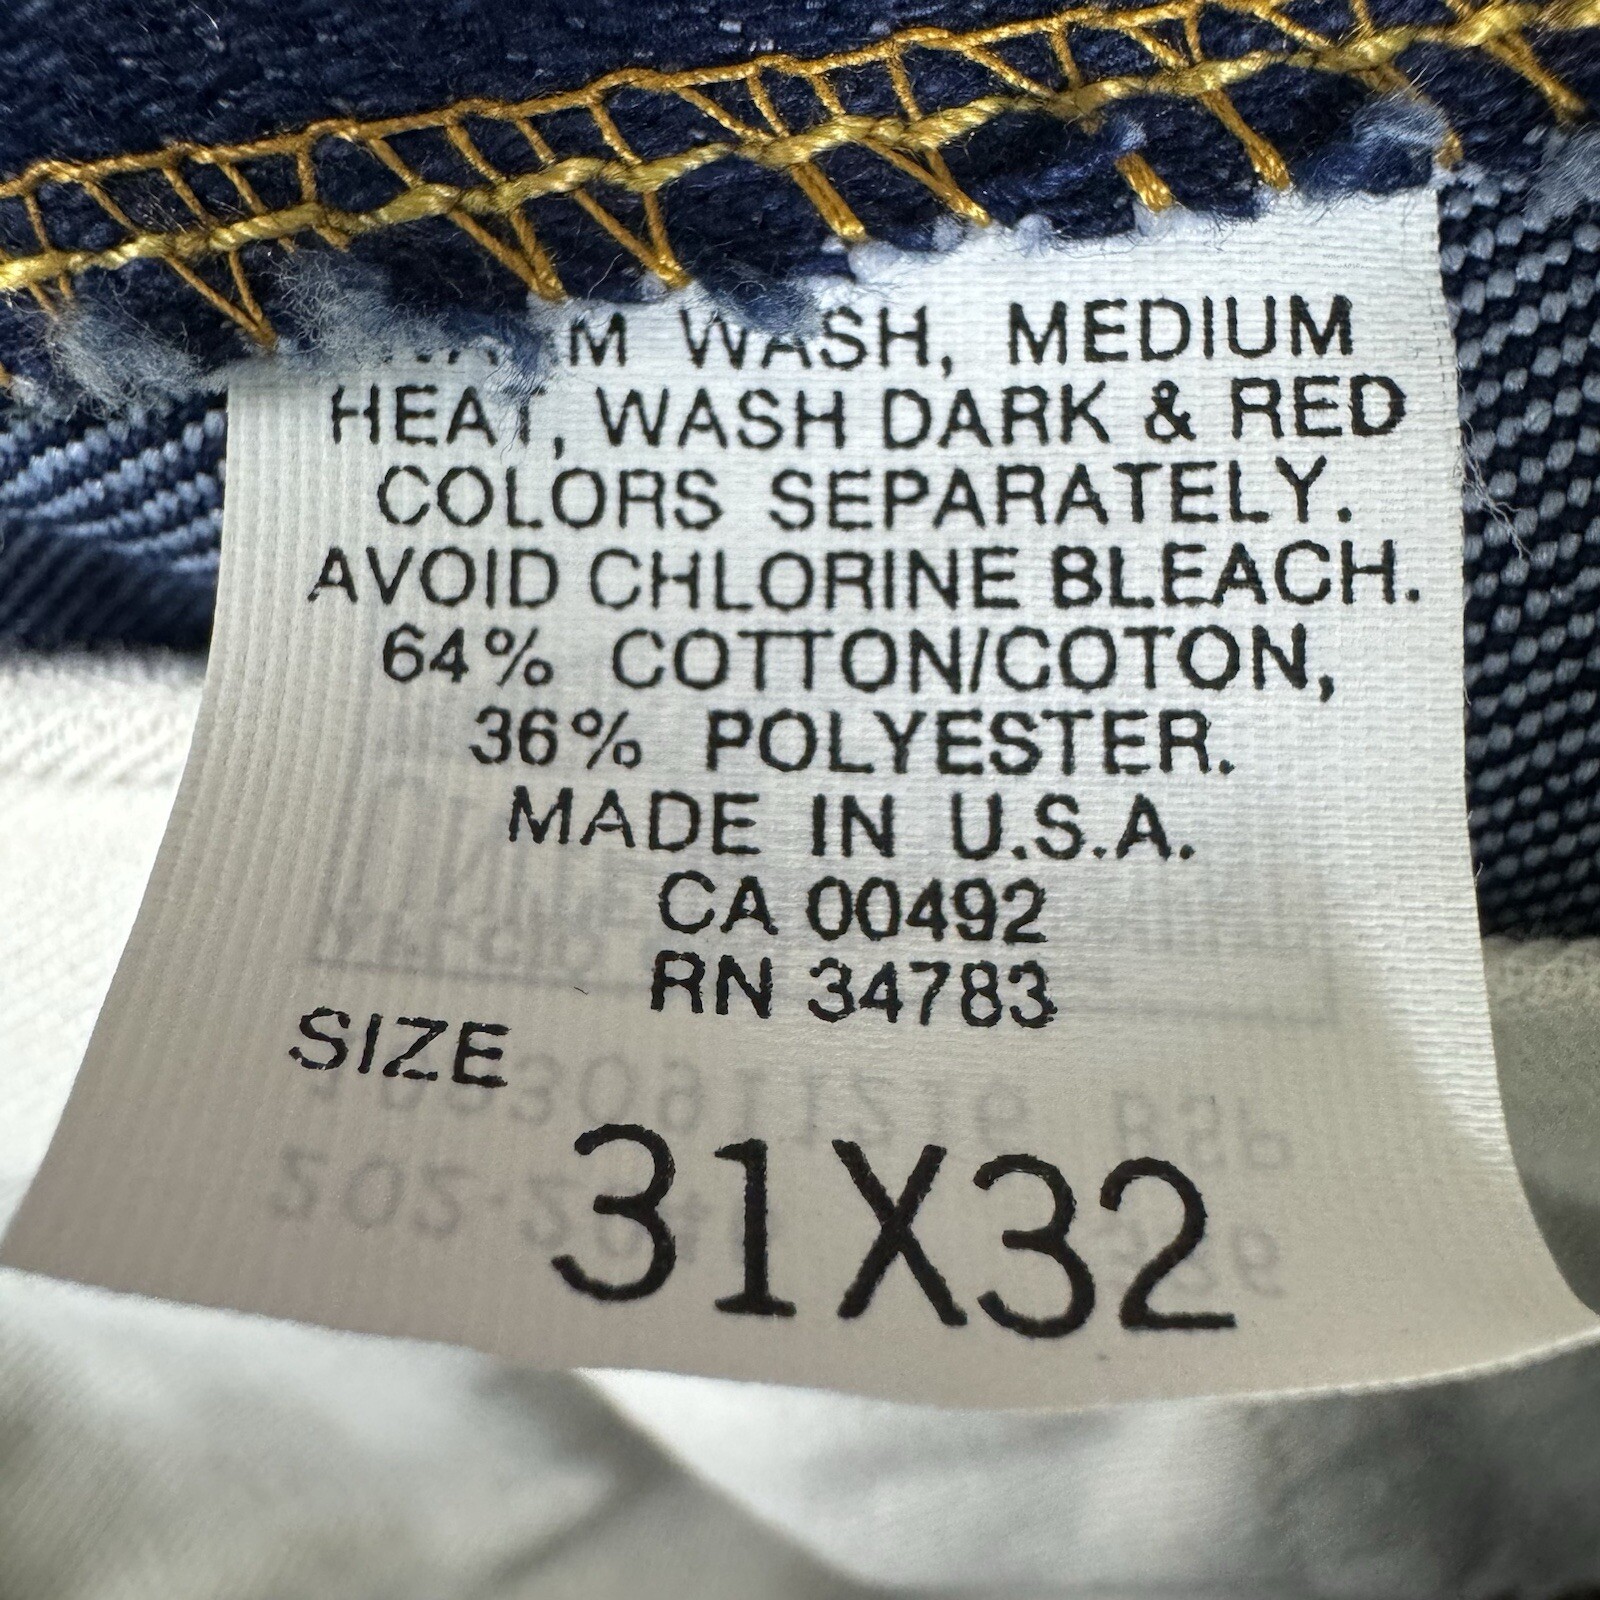 WARM WASH, MEDIUM
HEAT, WASH DARK & RED
COLORS SEPARATELY.
AVOID CHLORINE BLEACH.
64% COTTON/COTON,
36% POLYESTER.
MADE IN U.S.A.
CA 00492
RN 34783
SIZE
31X32